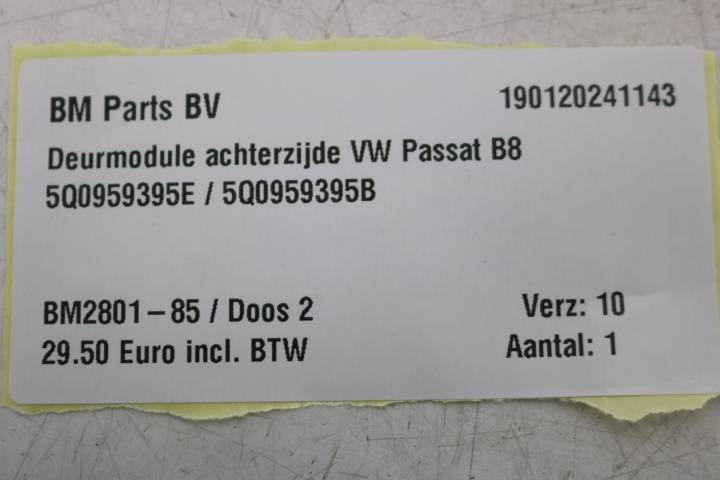 BM Parts BV 190120241143
Deurmodule achterzijde VW Passat B8
5Q0959395E / 5Q0959395B
BM2801-85 / Doos 2 Verz: 10
29.50 Euro incl. BTW Aantal: 1